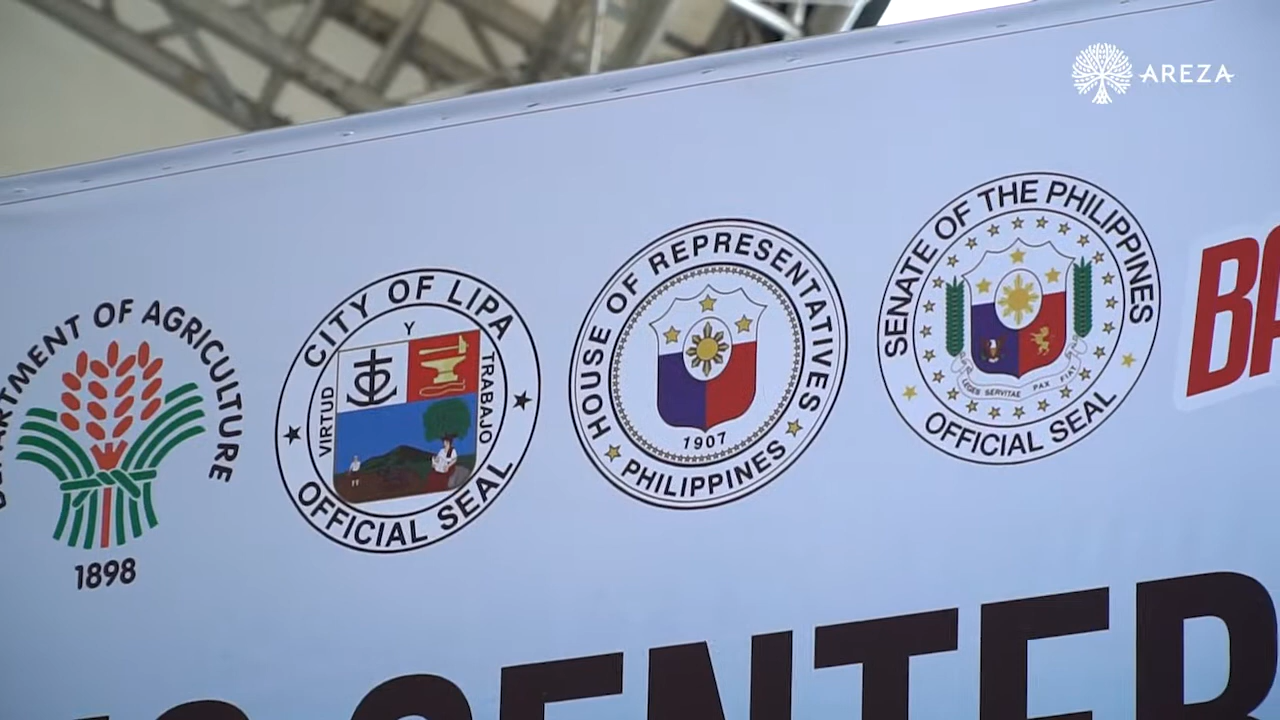 AREZA
DEPARTMENT OF AGRICULTURE
1898
CITY OF LIPA
VIRTUD
Y
TRABAJO
OFFICIAL SEAL
HOUSE OF REPRESENTATIVES
1907
PHILIPPINES
SENATE OF THE PHILIPPINES
LEGES SERVITAE PAX FIAT
OFFICIAL SEAL
BA
CENTER